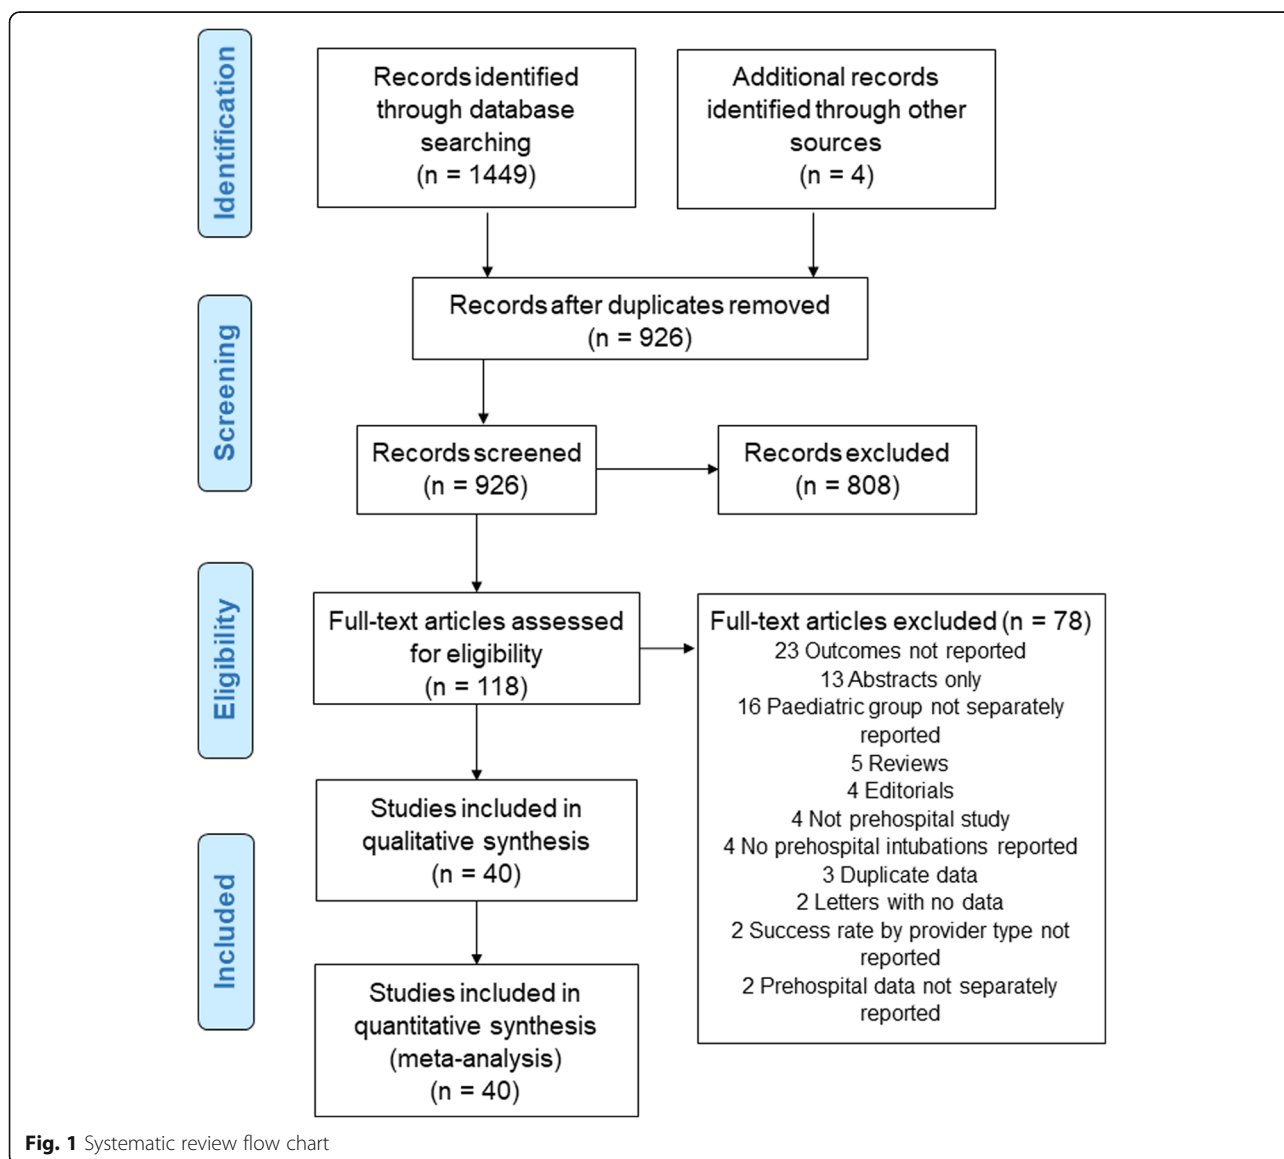 Identification
Records identified
through database
searching
(n = 1449)
Additional records
identified through other
sources
(n = 4)
Screening
Records after duplicates removed
(n = 926)
Records screened
(n = 926)
Records excluded
(n = 808)
Eligibility
Full-text articles assessed
for eligibility
(n = 118)
Full-text articles excluded (n = 78)
23 Outcomes not reported
13 Abstracts only
16 Paediatric group not separately
reported
5 Reviews
4 Editorials
4 Not prehospital study
4 No prehospital intubations reported
3 Duplicate data
2 Letters with no data
2 Success rate by provider type not
reported
2 Prehospital data not separately
reported
Included
Studies included in
qualitative synthesis
(n = 40)
Studies included in
quantitative synthesis
(meta-analysis)
(n = 40)
Fig. 1 Systematic review flow chart